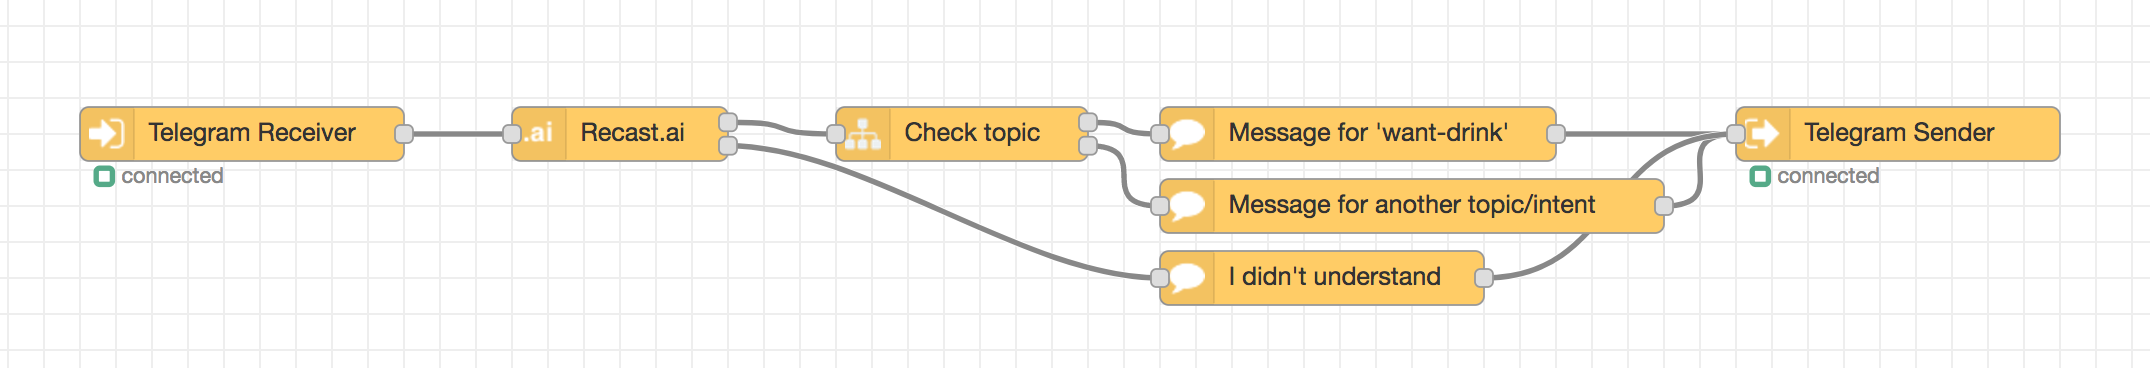 Telegram Receiver
connected
.ai
Recast.ai
Check topic
Message for 'want-drink'
Message for another topic/intent
I didn't understand
Telegram Sender
connected